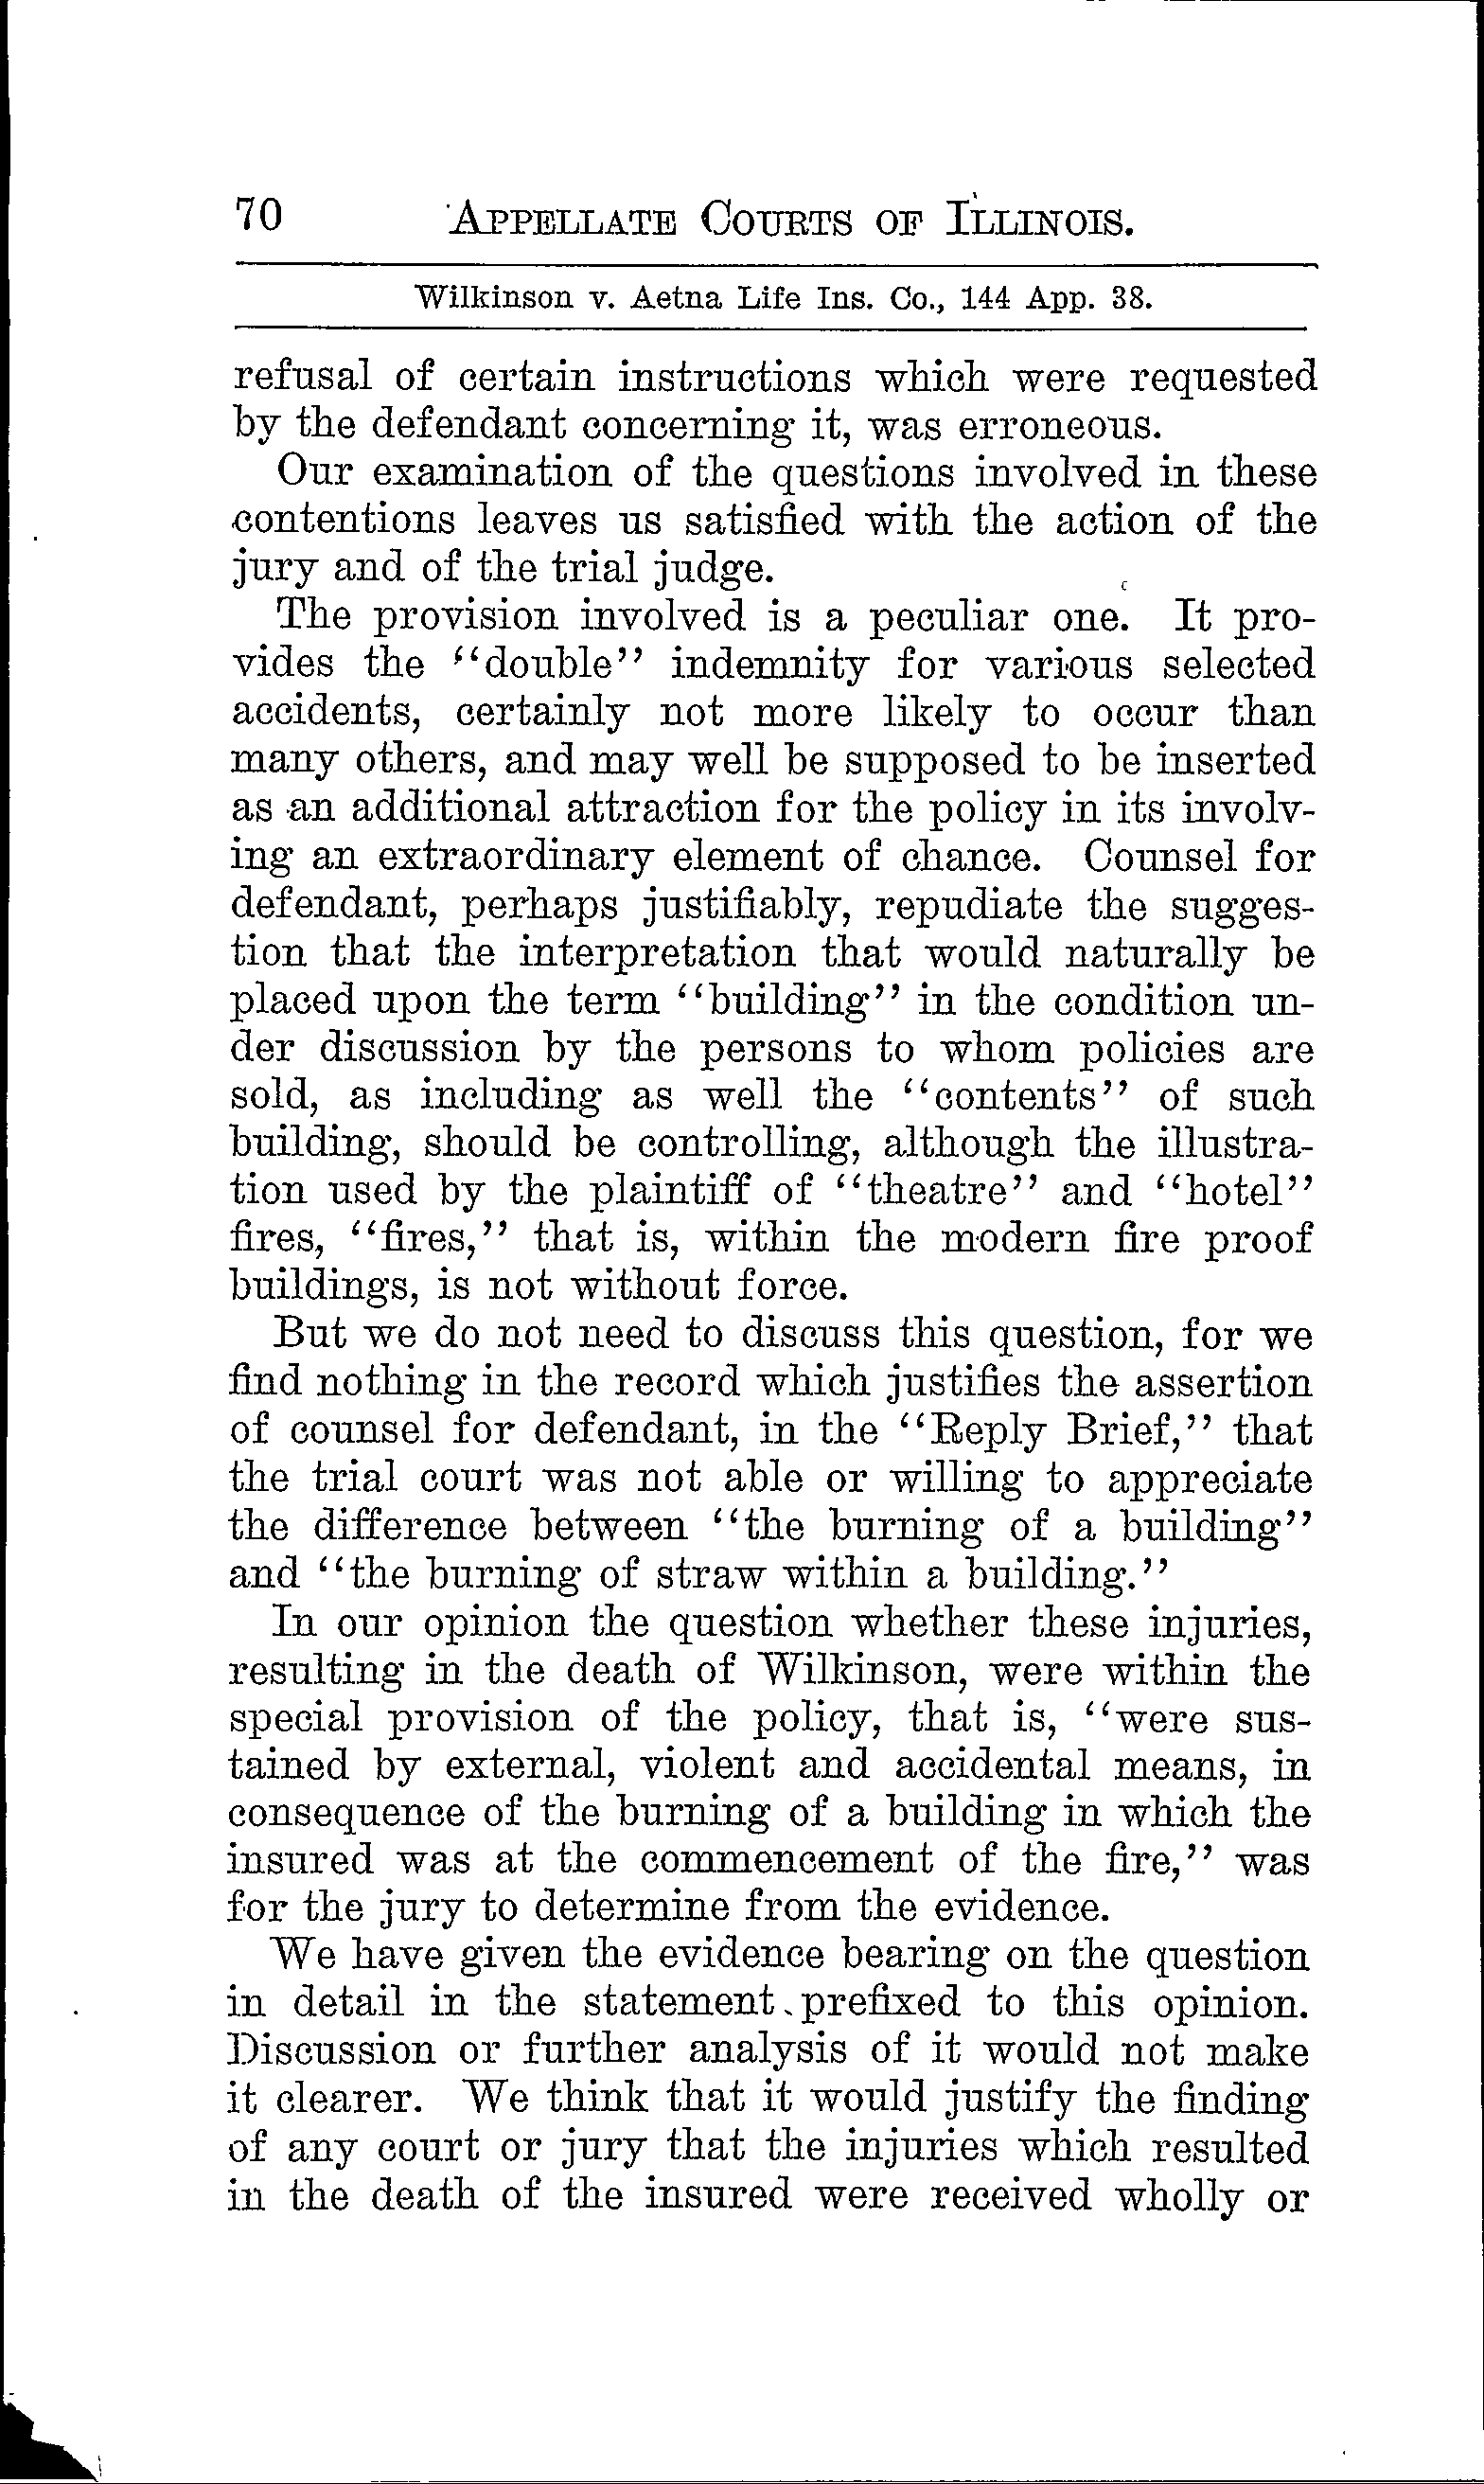 70 APPELLATE COURTS OF ILLINOIS.
Wilkinson v. Aetna Life Ins. Co., 144 App. 38.
refusal of certain instructions which were requested
by the defendant concerning it, was erroneous.
Our examination of the questions involved in these
contentions leaves us satisfied with the action of the
jury and of the trial judge.
The provision involved is a peculiar one. It pro-
vides the "double" indemnity for various selected
accidents, certainly not more likely to occur than
many others, and may well be supposed to be inserted
as an additional attraction for the policy in its involv-
ing an extraordinary element of chance. Counsel for
defendant, perhaps justifiably, repudiate the sugges-
tion that the interpretation that would naturally be
placed upon the term "building" in the condition un-
der discussion by the persons to whom policies are
sold, as including as well the "contents" of such
building, should be controlling, although the illustra-
tion used by the plaintiff of "theatre" and "hotel"
fires, "fires," that is, within the modern fire proof
buildings, is not without force.
But we do not need to discuss this question, for we
find nothing in the record which justifies the assertion
of counsel for defendant, in the "Reply Brief," that
the trial court was not able or willing to appreciate
the difference between "the burning of a building"
and "the burning of straw within a building."
In our opinion the question whether these injuries,
resulting in the death of Wilkinson, were within the
special provision of the policy, that is, "were sus-
tained by external, violent and accidental means, in
consequence of the burning of a building in which the
insured was at the commencement of the fire," was
for the jury to determine from the evidence.
We have given the evidence bearing on the question
in detail in the statement prefixed to this opinion.
Discussion or further analysis of it would not make
it clearer. We think that it would justify the finding
of any court or jury that the injuries which resulted
in the death of the insured were received wholly or